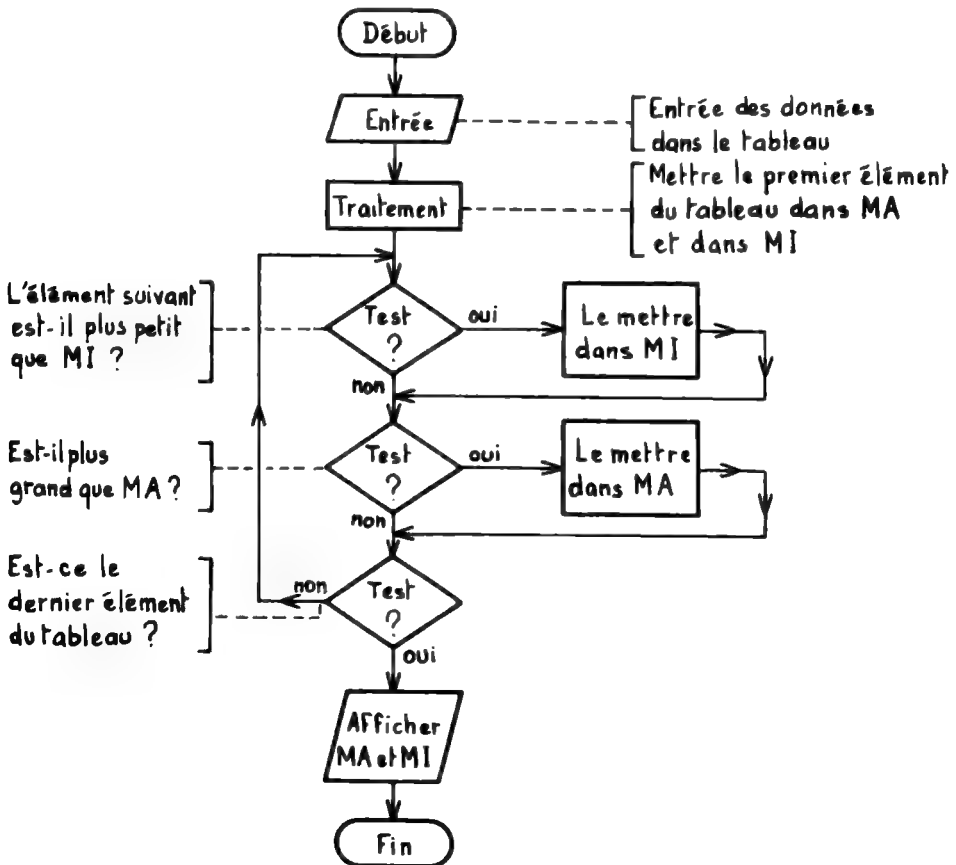 Début
Entrée
Entrée des données
dans le tableau
Traitement
Mettre le premier élément
du tableau dans MA
et dans MI
L'élément suivant
est-il plus petit
que MI ?
Test
?
oui
Le mettre
dans MI
non
Est-il plus
grand que MA ?
Test
?
oui
Le mettre
dans MA
non
Est-ce le
dernier élément
du tableau ?
non
Test
?
oui
Afficher
MA et MI
Fin